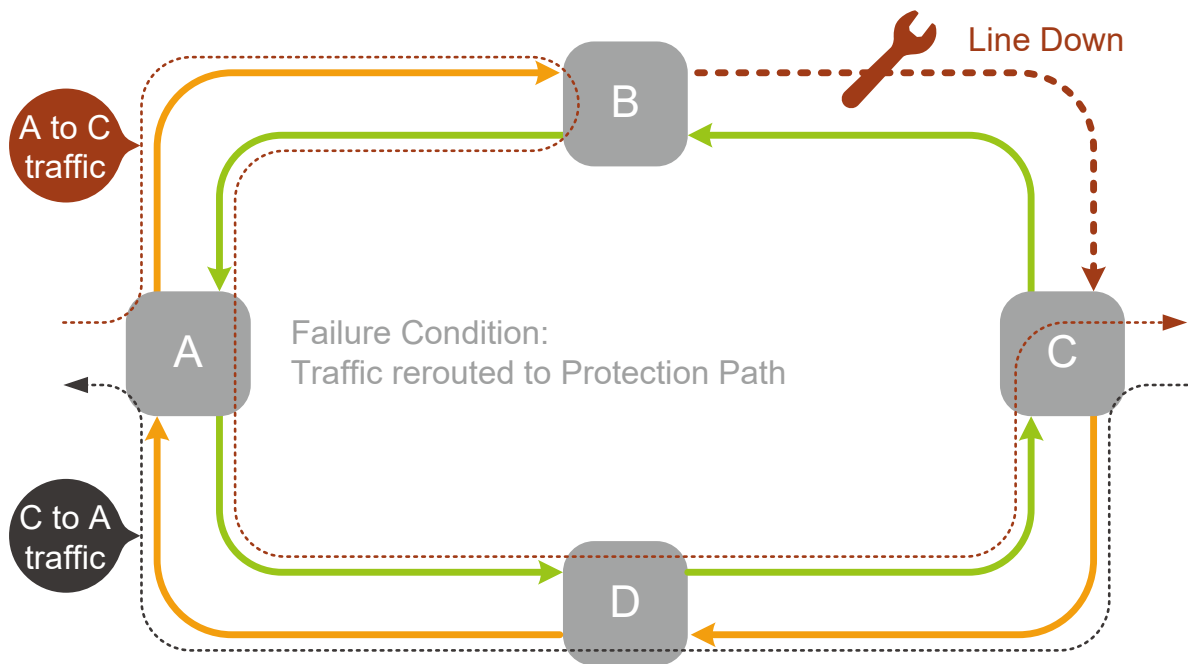 Line Down
B
A to C
traffic
A
Failure Condition:
Traffic rerouted to Protection Path
C
C to A
traffic
D